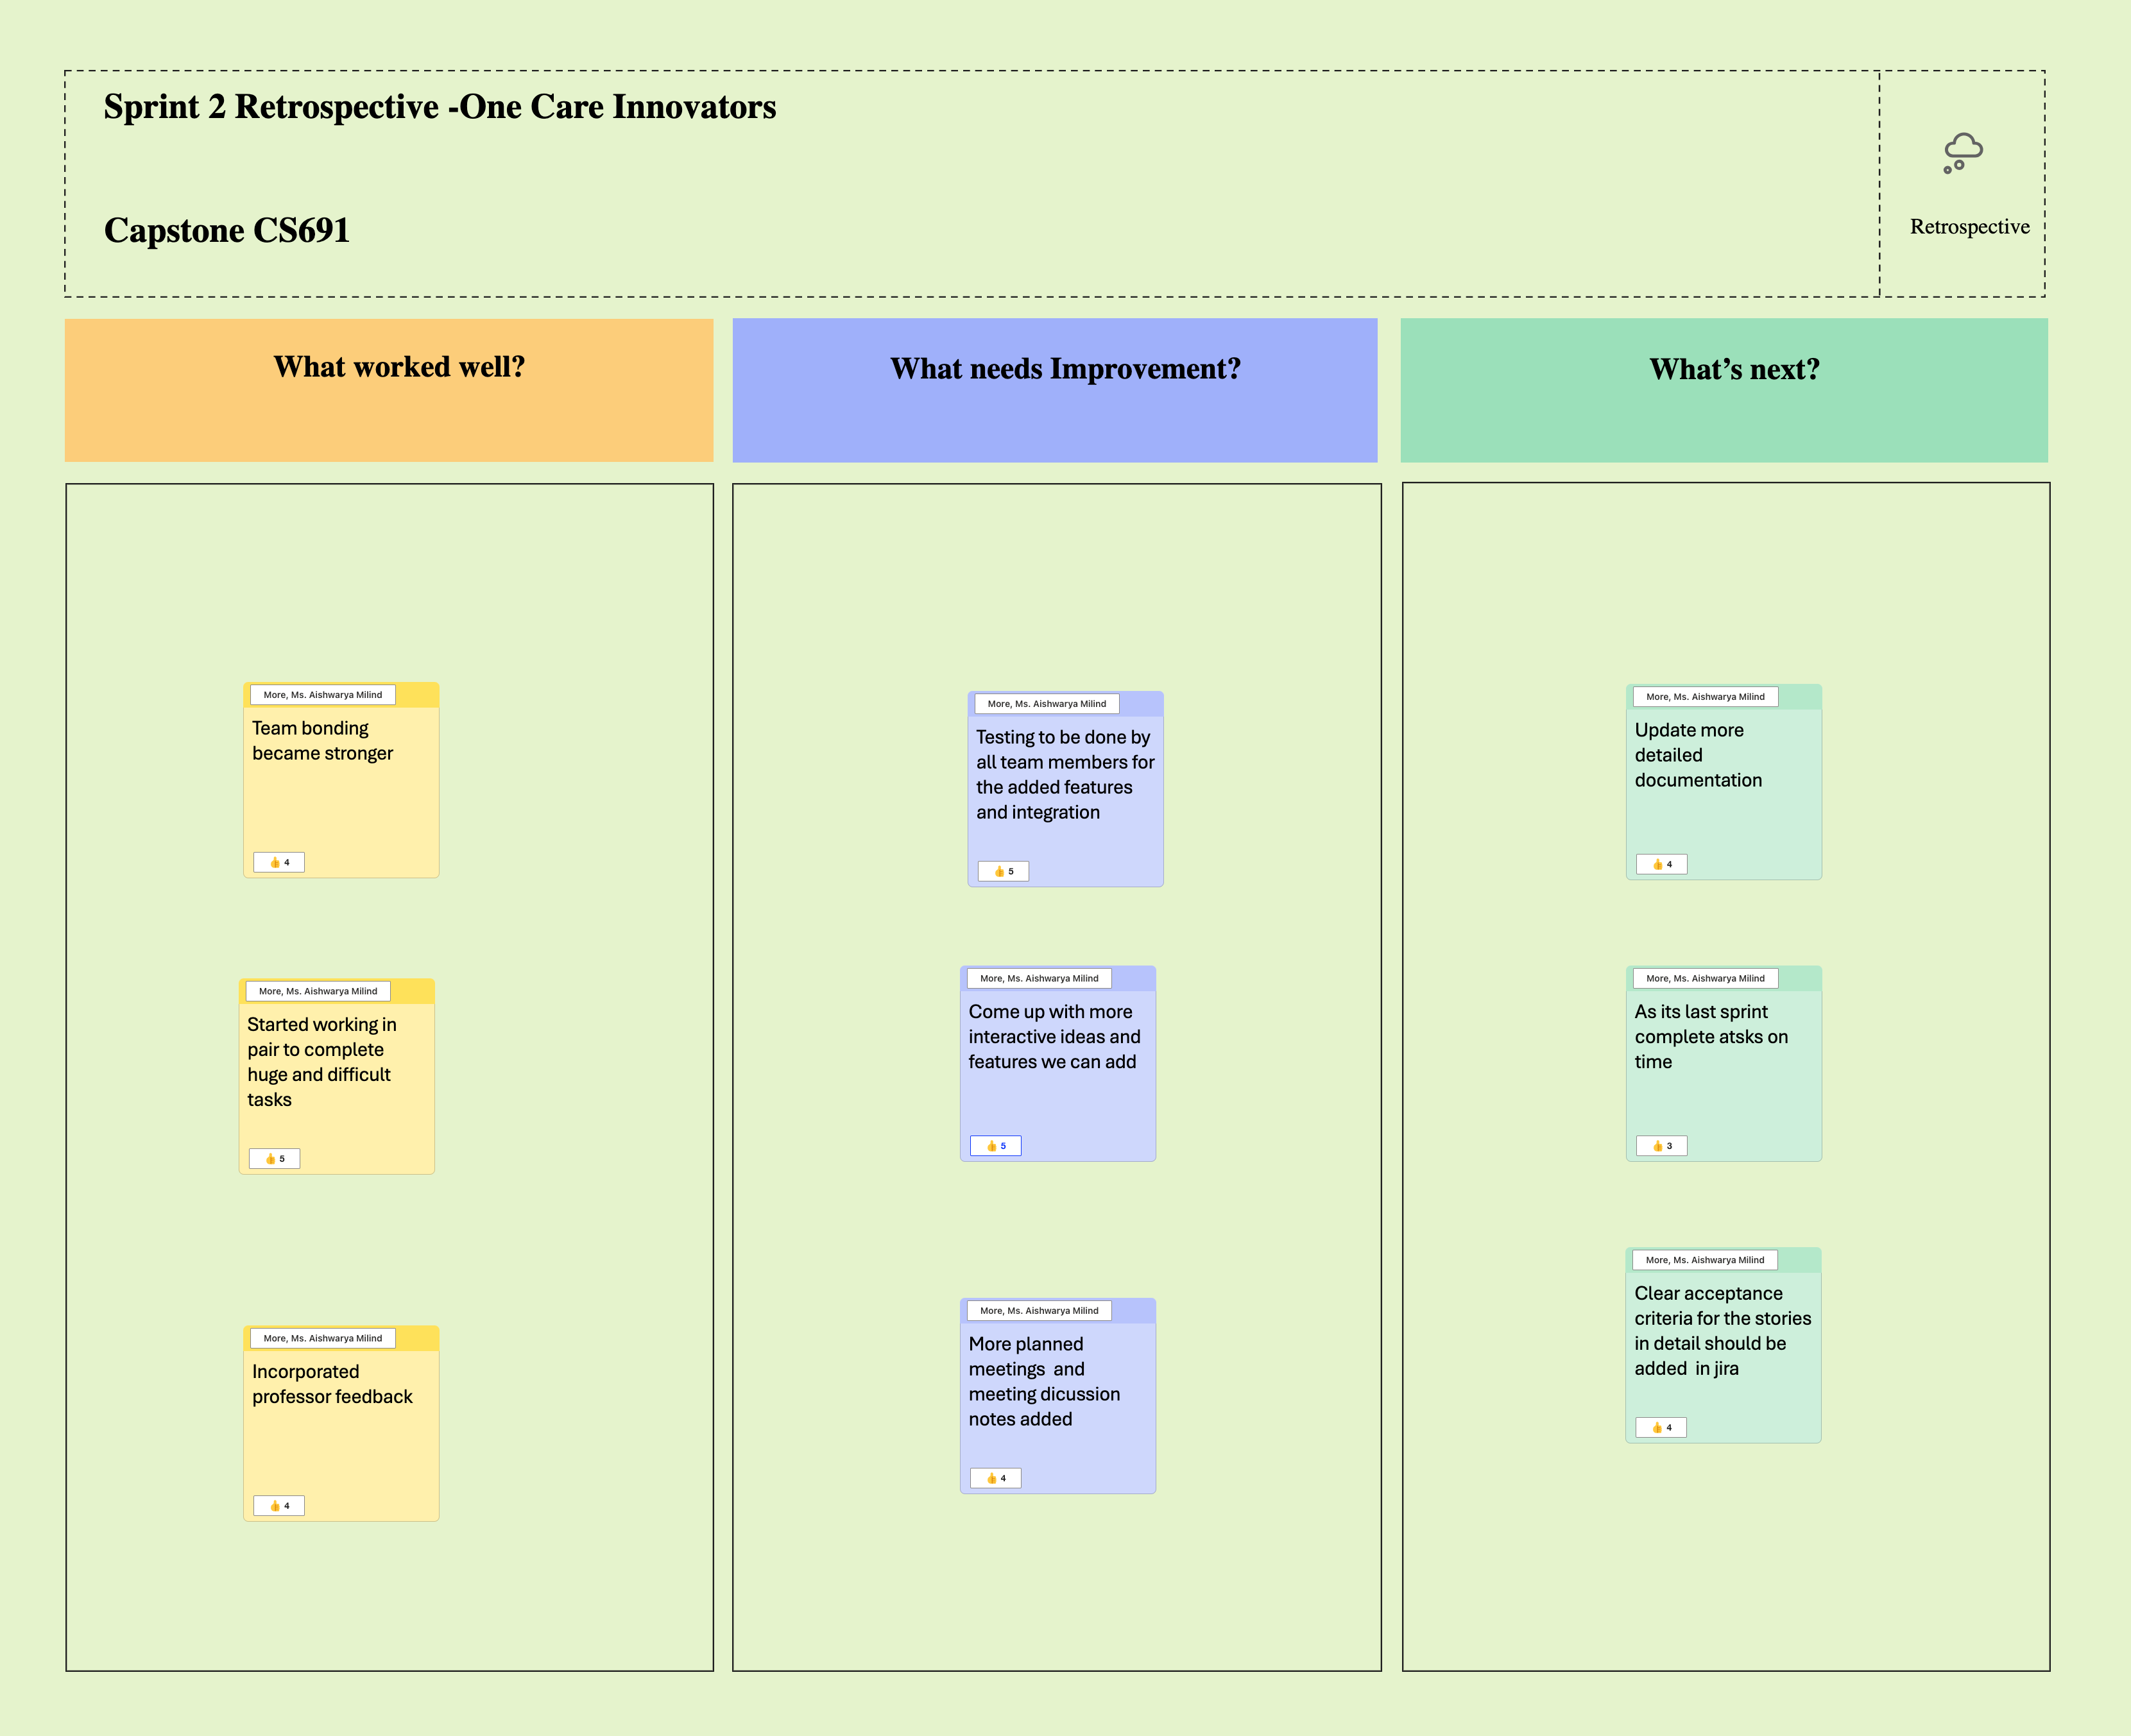 Sprint 2 Retrospective -One Care Innovators
Capstone CS691
Retrospective
What worked well?
What needs Improvement?
What's next?
More, Ms. Aishwarya Milind
Team bonding
became stronger
👍 4
More, Ms. Aishwarya Milind
Started working in
pair to complete
huge and difficult
tasks
👍 5
More, Ms. Aishwarya Milind
Incorporated
professor feedback
👍 4
More, Ms. Aishwarya Milind
Testing to be done by
all team members for
the added features
and integration
👍 5
More, Ms. Aishwarya Milind
Come up with more
interactive ideas and
features we can add
👍 5
More, Ms. Aishwarya Milind
More planned
meetings  and
meeting dicussion
notes added
👍 4
More, Ms. Aishwarya Milind
Update more
detailed
documentation
👍 4
More, Ms. Aishwarya Milind
As its last sprint
complete atsks on
time
👍 3
More, Ms. Aishwarya Milind
Clear acceptance
criteria for the stories
in detail should be
added  in jira
👍 4